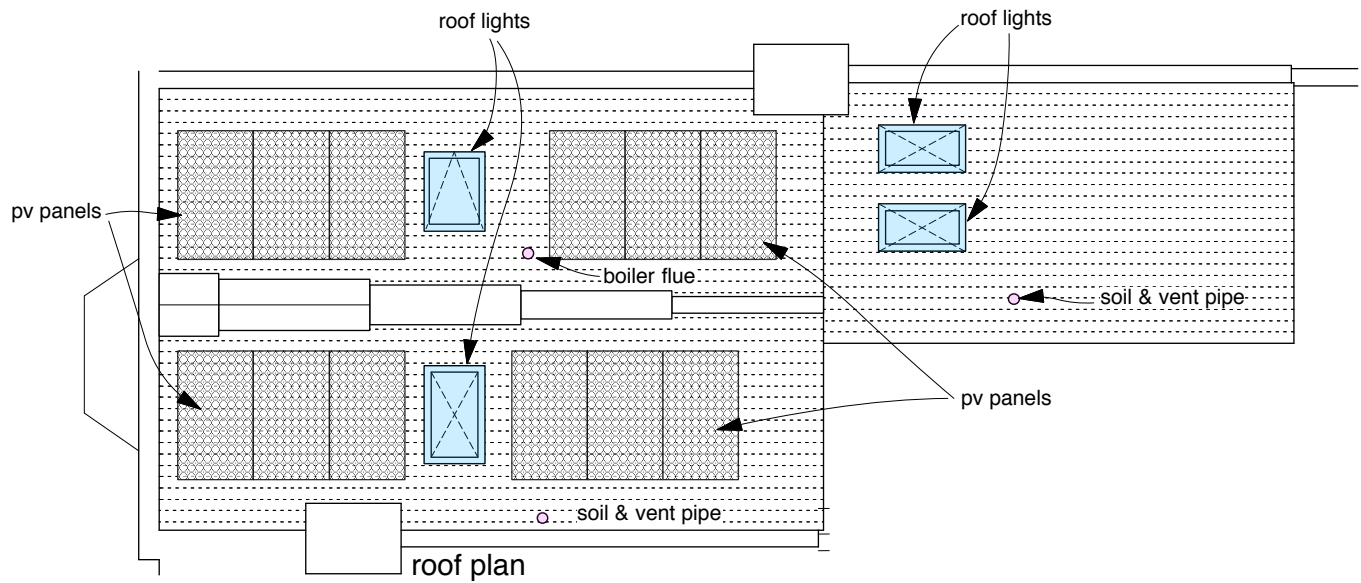 roof lights
roof lights
pv panels
boiler flue
soil & vent pipe
pv panels
soil & vent pipe
roof plan